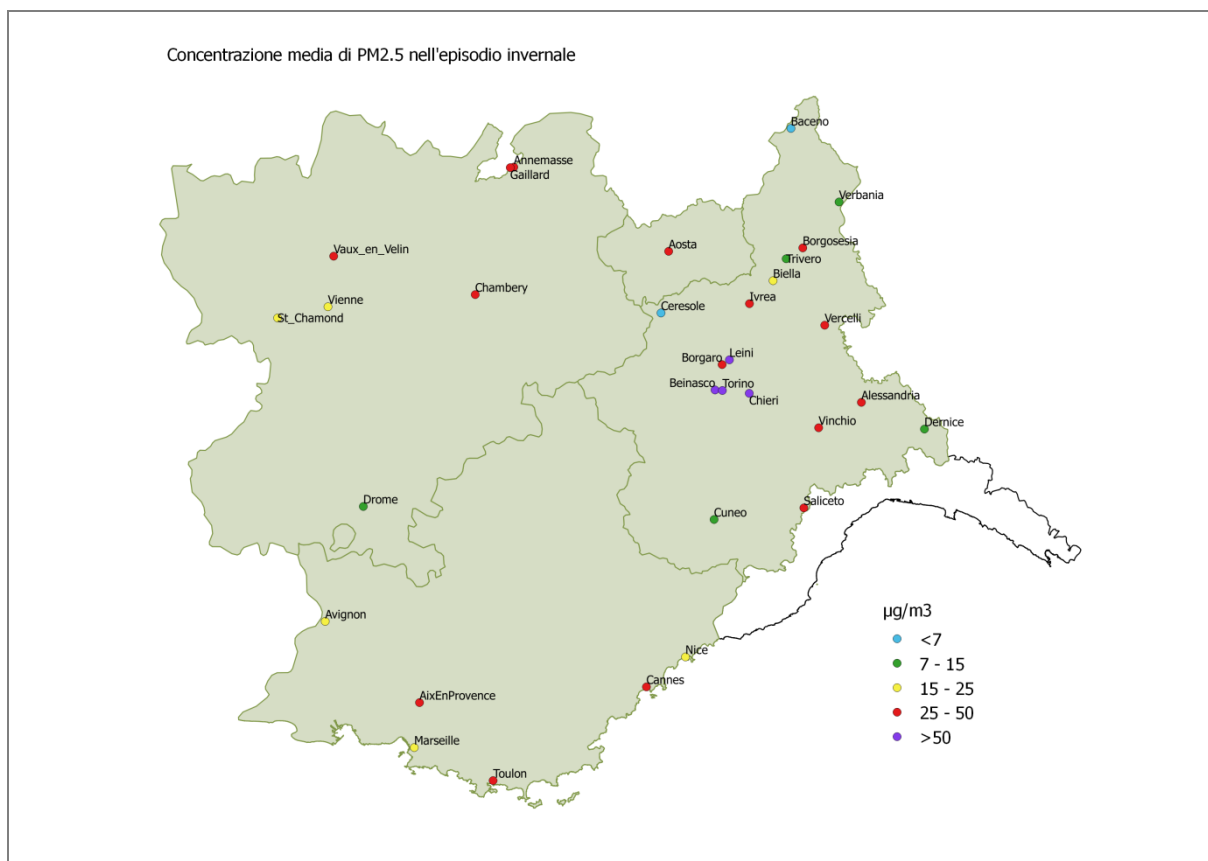 Concentrazione media di PM2.5 nell'episodio invernale
Baceno
Annemasse
Gaillard
Verbania
Aosta
Borgosesia
Vaux_en_Velin
Trivero
Biella
Chambery
Ivrea
Vienne
Ceresole
St_Chamond
Vercelli
Leini
Borgaro
Beinasco
Torino
Chieri
Alessandria
Vinchio
Dernice
Drome
Saliceto
Cuneo
Avignon
Nice
Cannes
AixEnProvence
Marseille
Toulon
µg/m3
<7
7 - 15
15 - 25
25 - 50
>50